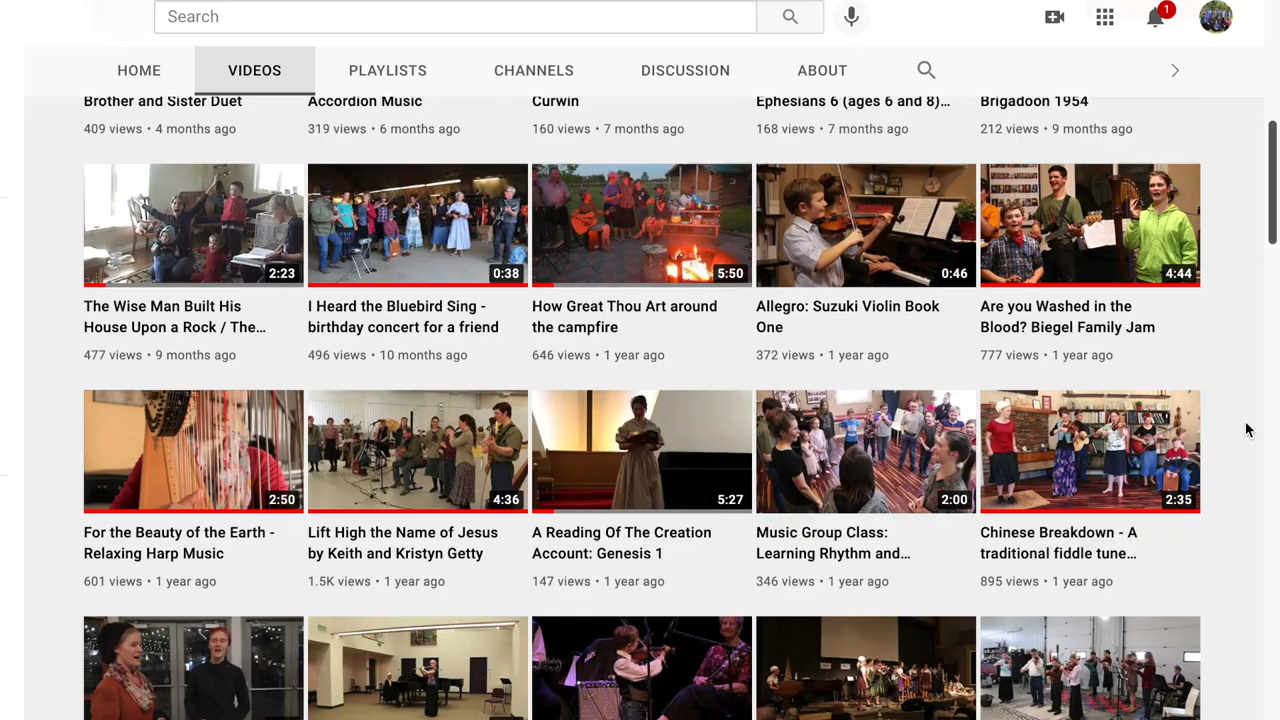 Search
1
HOME VIDEOS PLAYLISTS CHANNELS DISCUSSION ABOUT
Brother and Sister Duet
409 views • 4 months ago
Accordion Music
319 views • 6 months ago
Curwin
160 views • 7 months ago
Ephesians 6 (ages 6 and 8)...
168 views • 7 months ago
Brigadoon 1954
212 views • 9 months ago
2:23
The Wise Man Built His
House Upon a Rock / The...
477 views • 9 months ago
0:38
I Heard the Bluebird Sing -
birthday concert for a friend
496 views • 10 months ago
5:50
How Great Thou Art around
the campfire
646 views • 1 year ago
0:46
Allegro: Suzuki Violin Book
One
372 views • 1 year ago
4:44
Are you Washed in the
Blood? Biegel Family Jam
777 views • 1 year ago
2:50
For the Beauty of the Earth -
Relaxing Harp Music
601 views • 1 year ago
4:36
Lift High the Name of Jesus
by Keith and Kristyn Getty
1.5K views • 1 year ago
5:27
A Reading Of The Creation
Account: Genesis 1
147 views • 1 year ago
2:00
Music Group Class:
Learning Rhythm and...
346 views • 1 year ago
2:35
Chinese Breakdown - A
traditional fiddle tune...
895 views • 1 year ago